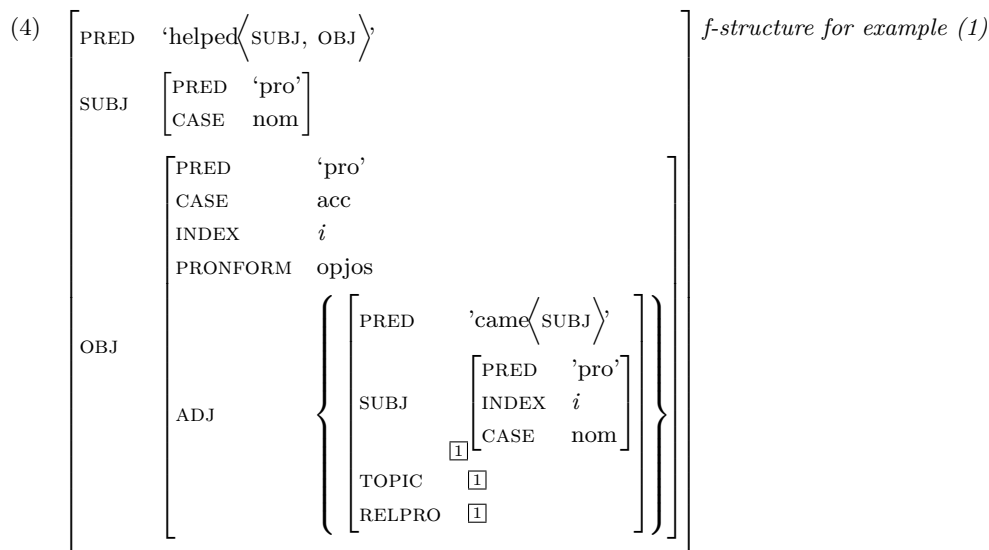 (4) PRED ‘helped⟨SUBJ, OBJ⟩’ f-structure for example (1)
SUBJ PRED ‘pro’
CASE nom
OBJ PRED ‘pro’
CASE acc
INDEX i
PRONFORM opjos
ADJ PRED ’came⟨SUBJ⟩’
SUBJ PRED ’pro’
INDEX i
CASE nom
1
TOPIC 1
RELPRO 1